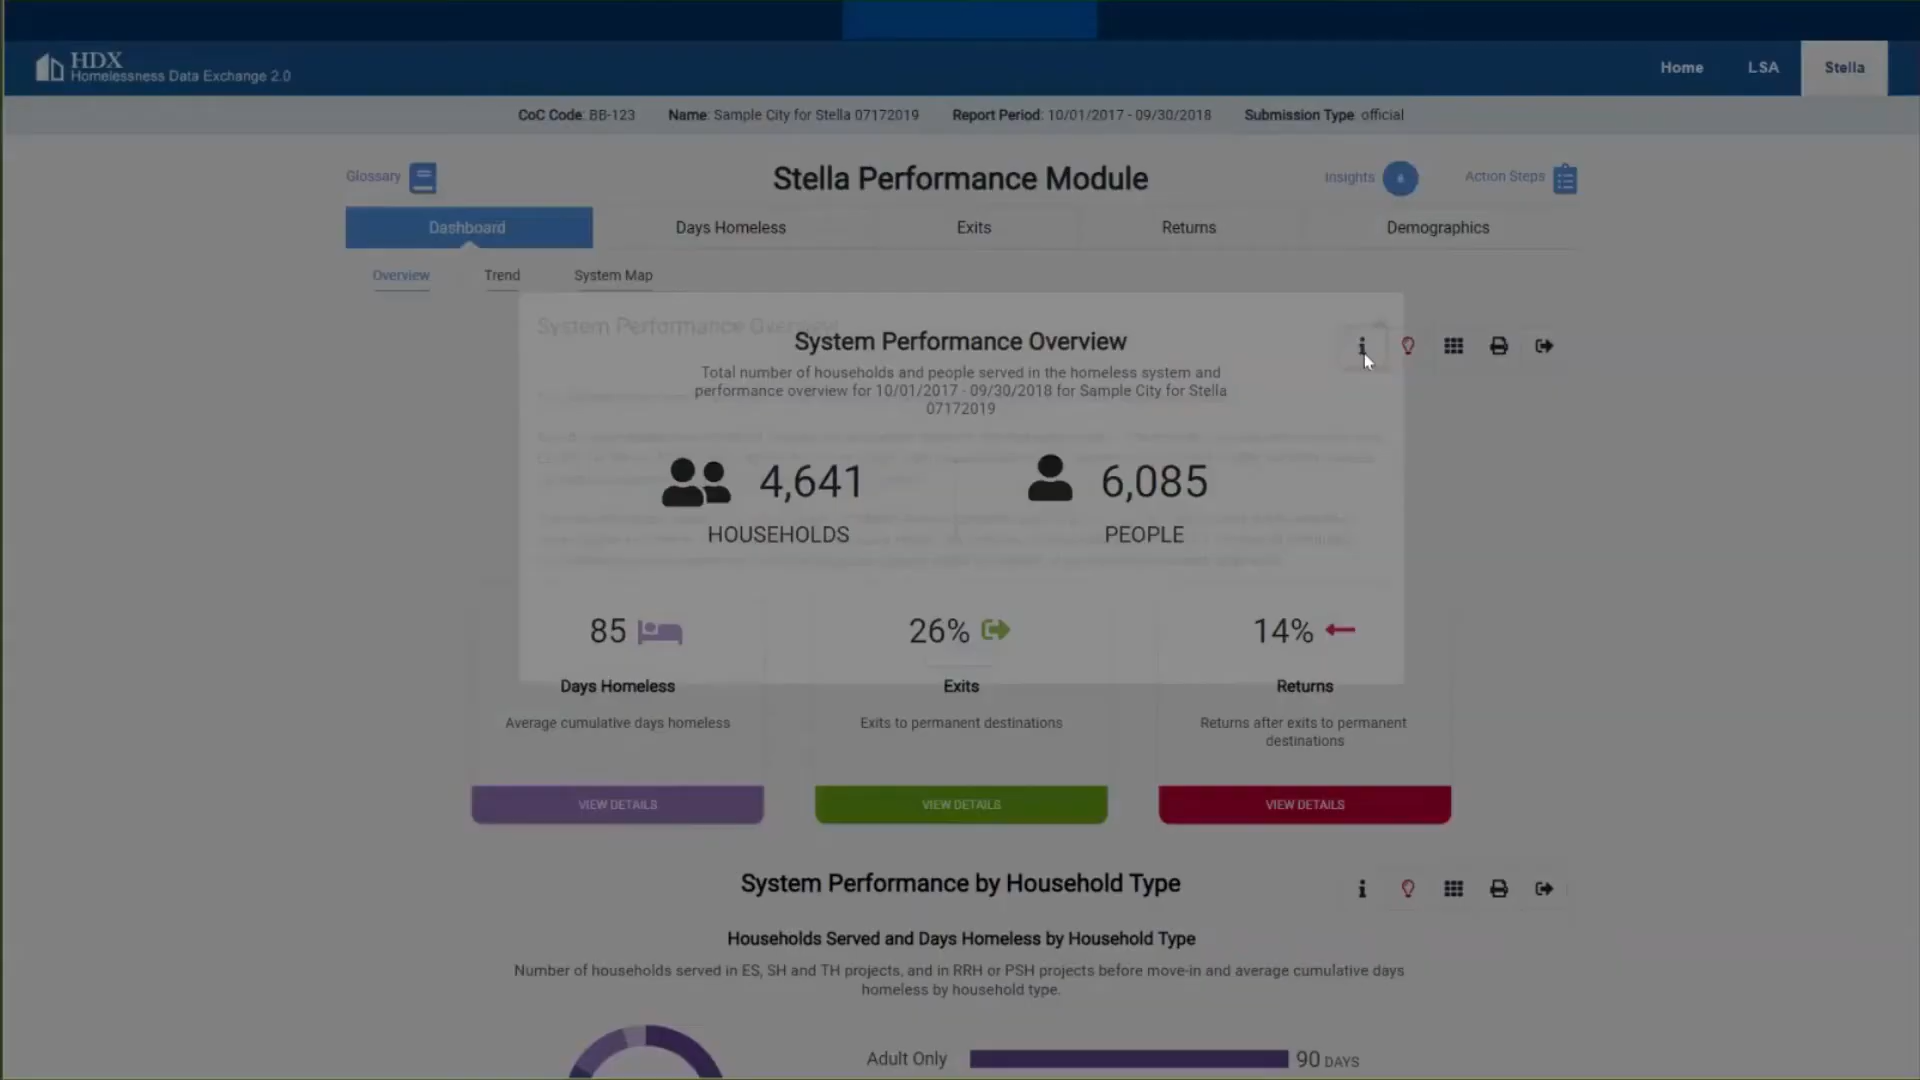 HDX
Homelessness Data Exchange 2.0
Home
LSA
Stella
CoC Code: BB-123
Name: Sample City for Stella 07172019
Report Period: 10/01/2017 - 09/30/2018
Submission Type: official
Glossary
Stella Performance Module
Insights
Action Steps
Dashboard
Days Homeless
Exits
Returns
Demographics
Overview
Trend
System Map
System Performance Overview
System Performance Overview
Total number of households and people served in the homeless system and
performance overview for 10/01/2017 - 09/30/2018 for Sample City for Stella
07172019
4,641
HOUSEHOLDS
6,085
PEOPLE
85
Days Homeless
Average cumulative days homeless
VIEW DETAILS
26%
Exits
Exits to permanent destinations
VIEW DETAILS
14%
Returns
Returns after exits to permanent
destinations
VIEW DETAILS
System Performance by Household Type
Households Served and Days Homeless by Household Type
Number of households served in ES, SH and TH projects, and in RRH or PSH projects before move-in and average cumulative days
homeless by household type.
Adult Only
90 DAYS